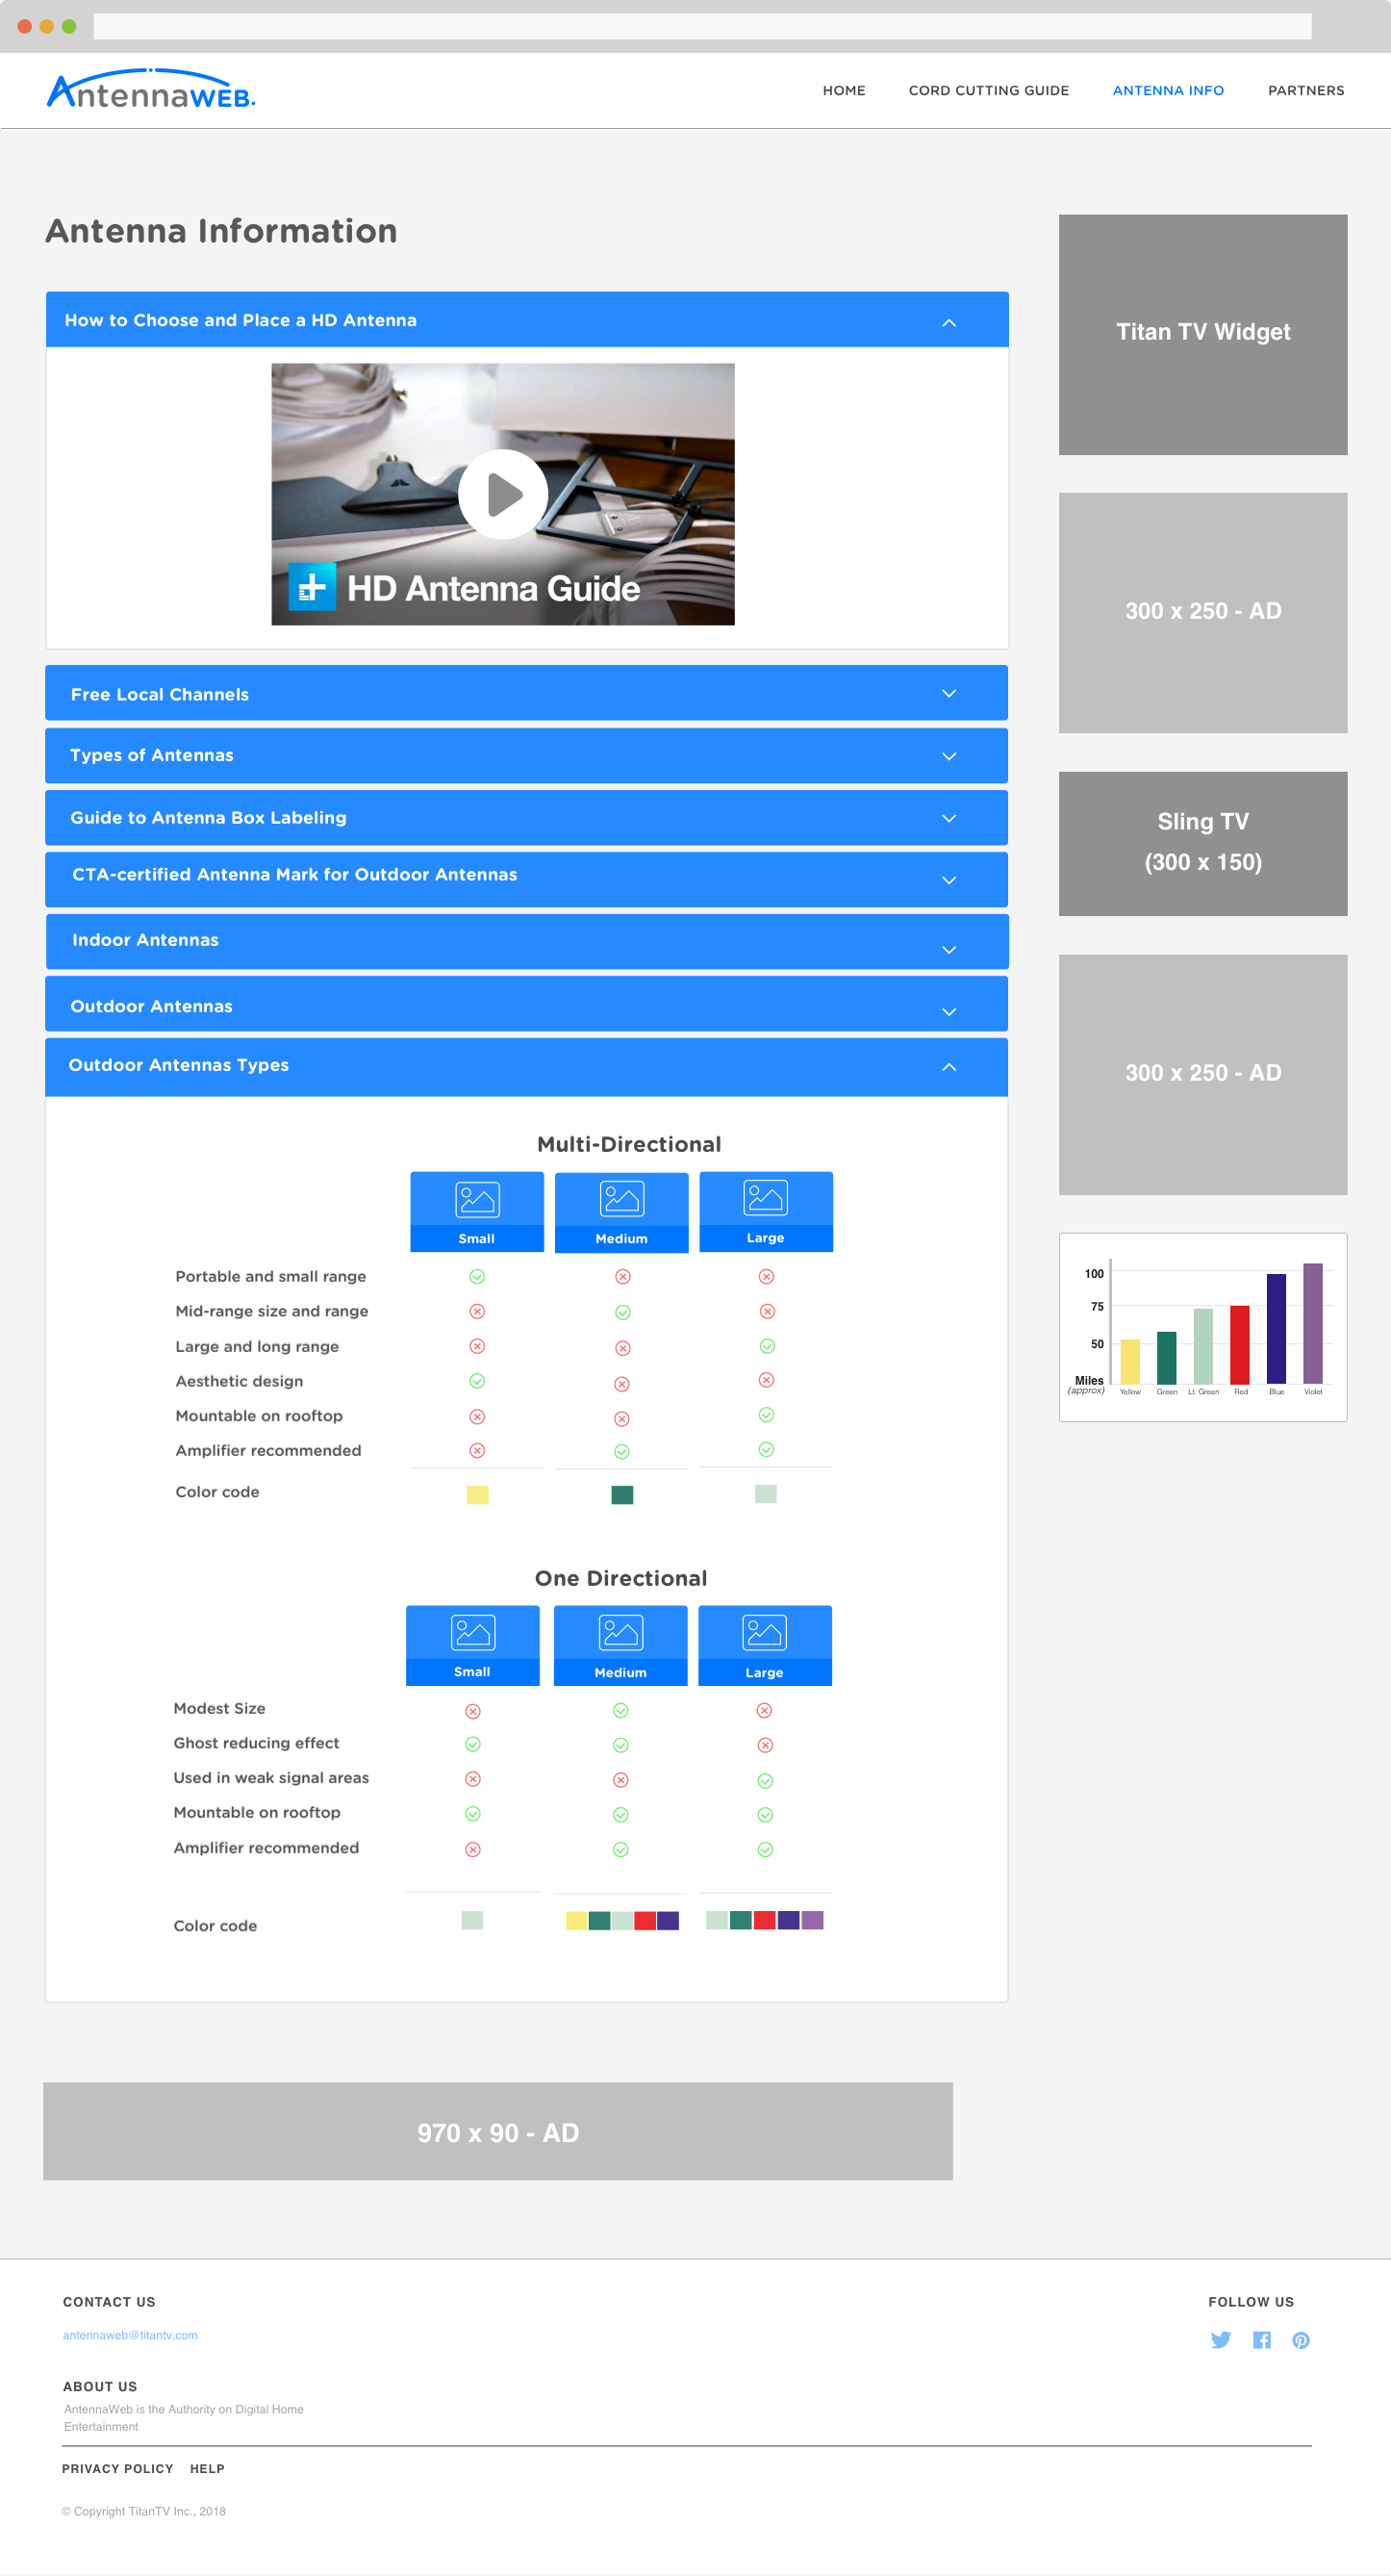 AntennaWEB.
HOME CORD CUTTING GUIDE ANTENNA INFO PARTNERS
Antenna Information
How to Choose and Place a HD Antenna
HD Antenna Guide
Free Local Channels
Types of Antennas
Guide to Antenna Box Labeling
CTA-certified Antenna Mark for Outdoor Antennas
Indoor Antennas
Outdoor Antennas
Outdoor Antennas Types
Multi-Directional
Small Medium Large
Portable and small range
Mid-range size and range
Large and long range
Aesthetic design
Mountable on rooftop
Amplifier recommended
Color code
One Directional
Small Medium Large
Modest Size
Ghost reducing effect
Used in weak signal areas
Mountable on rooftop
Amplifier recommended
Color code
Titan TV Widget
300 x 250 - AD
Sling TV
(300 x 150)
300 x 250 - AD
100
75
50
Miles
(approx)
Yellow Green Lt. Green Red Blue Violet
970 x 90 - AD
CONTACT US
antennaweb@titantv.com
FOLLOW US
ABOUT US
AntennaWeb is the Authority on Digital Home
Entertainment
PRIVACY POLICY HELP
© Copyright TitanTV Inc., 2018